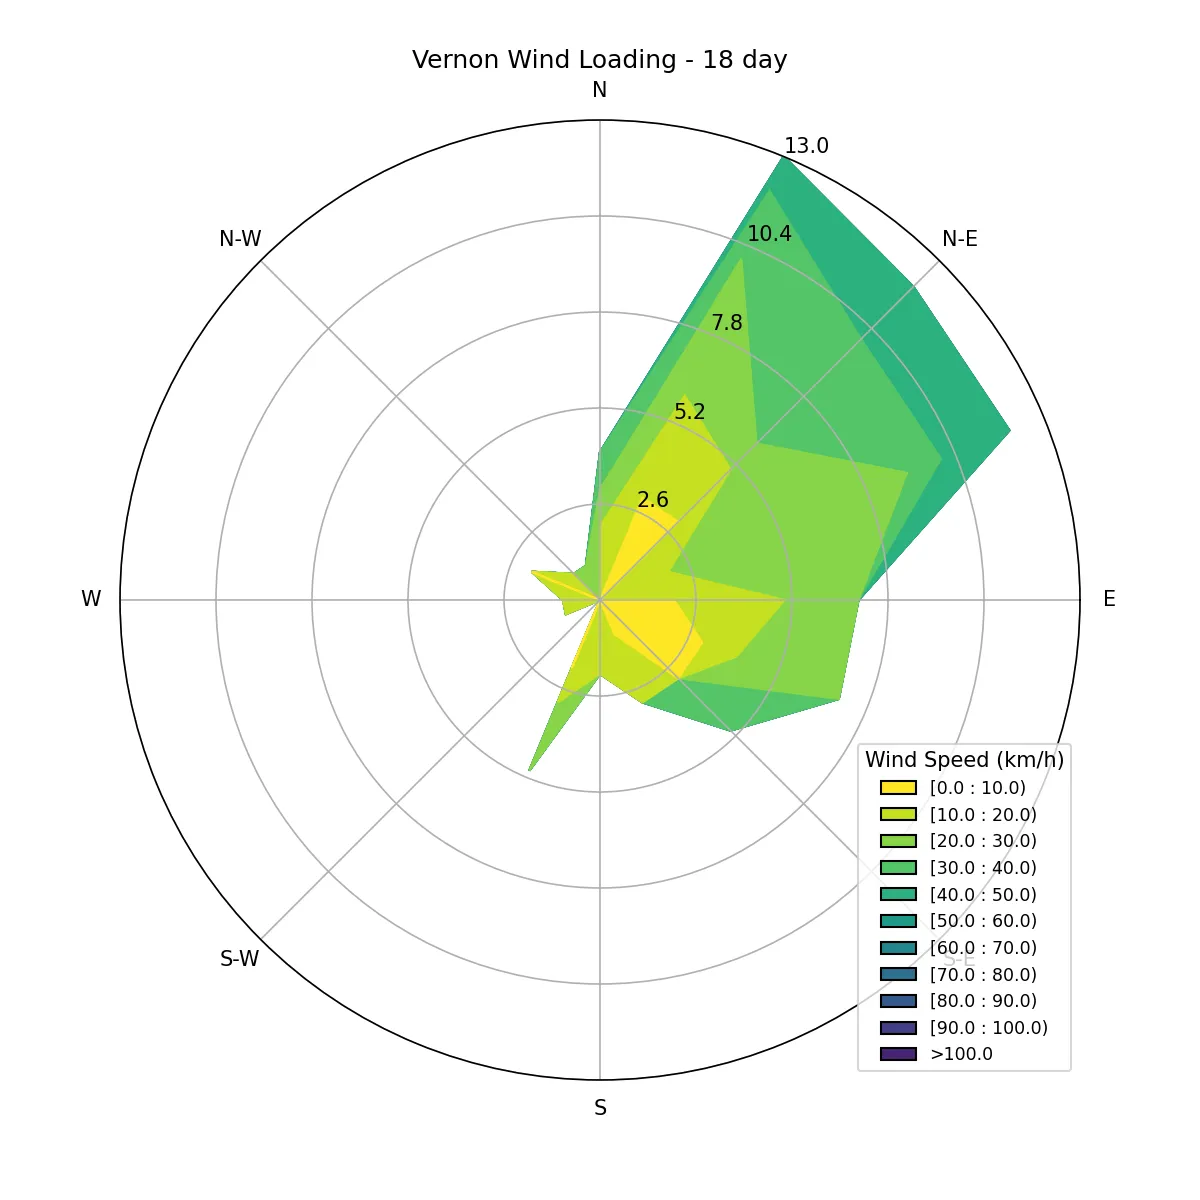 Vernon Wind Loading - 18 day
N
13.0
10.4
N-W
N-E
7.8
5.2
2.6
W
E
Wind Speed (km/h)
[0.0 : 10.0)
[10.0 : 20.0)
[20.0 : 30.0)
[30.0 : 40.0)
[40.0 : 50.0)
[50.0 : 60.0)
[60.0 : 70.0)
[70.0 : 80.0)
[80.0 : 90.0)
[90.0 : 100.0)
>100.0
S-W
S-E
S